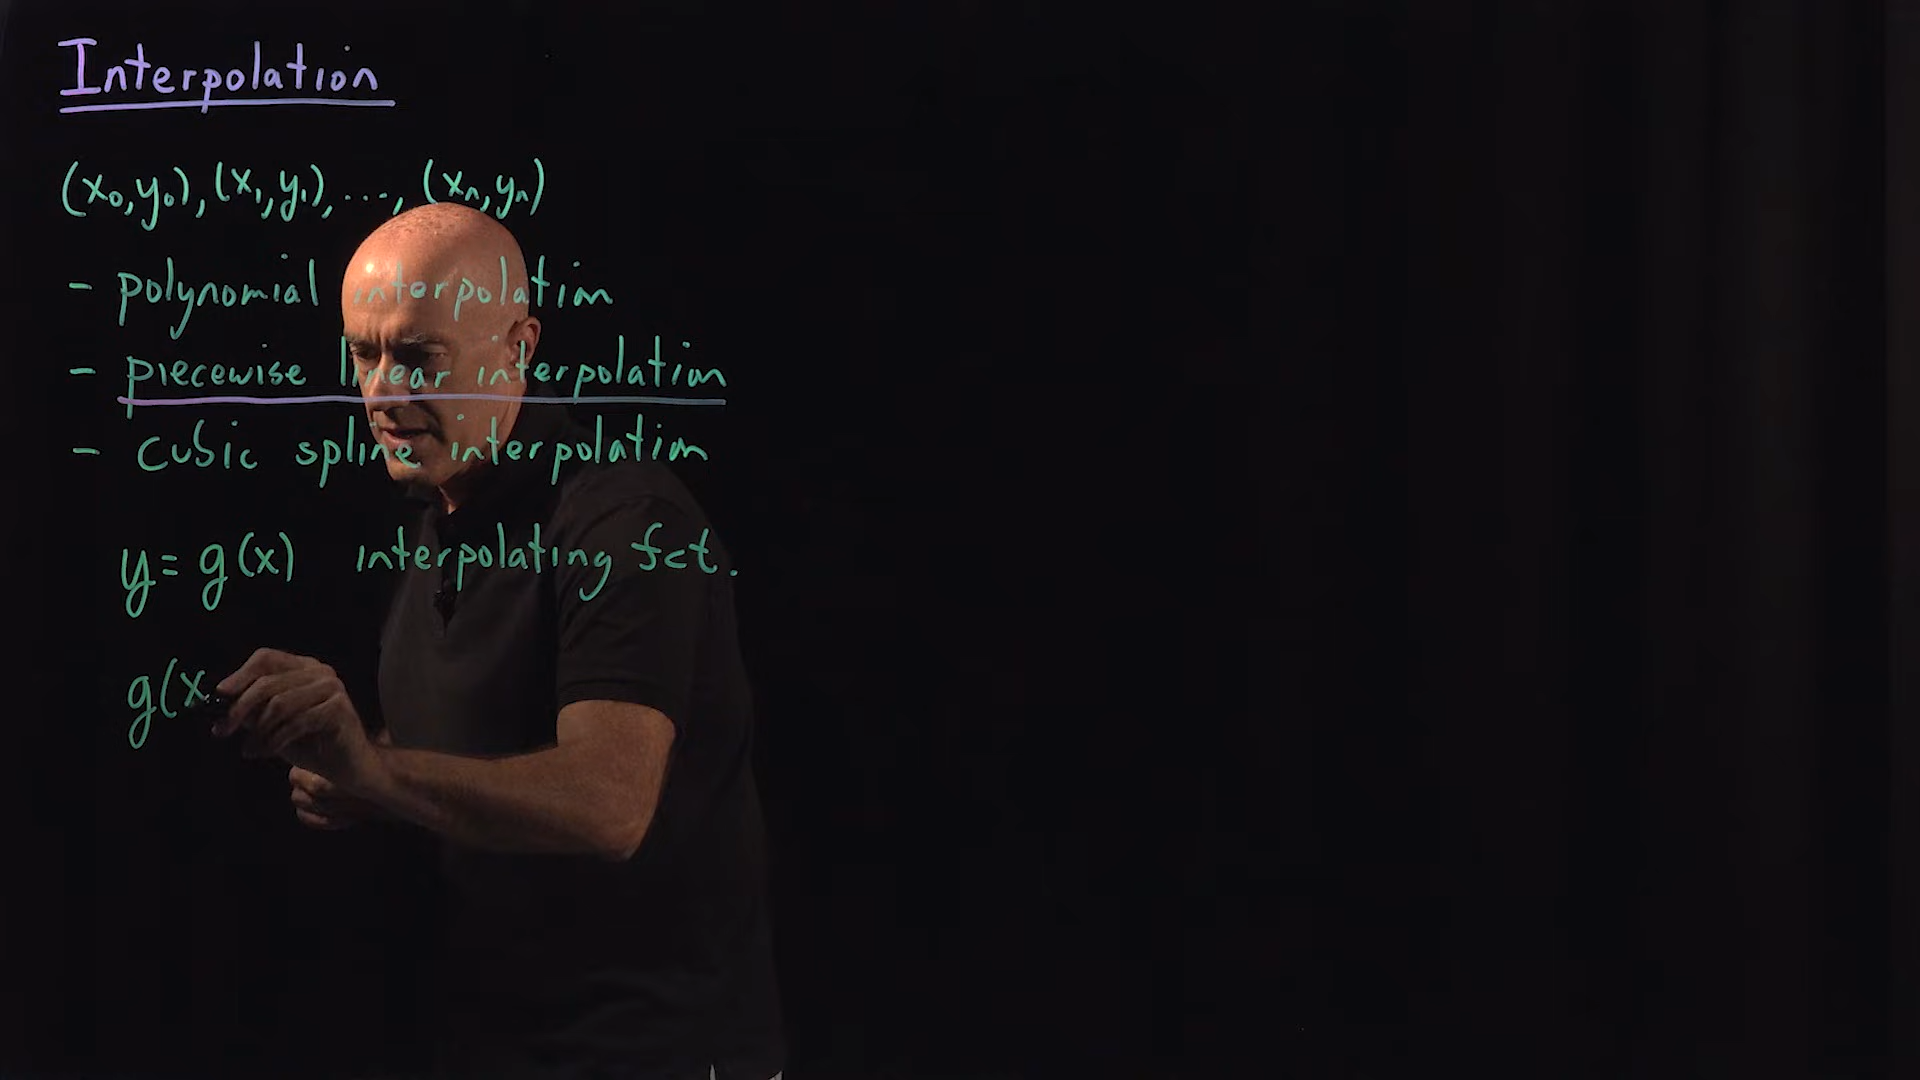 Interpolation
(x₀,y₀), (x₁,y₁), ..., (xₙ,yₙ)
- polynomial interpolation
- piecewise linear interpolation
- cubic spline interpolation
y = g(x) interpolating fct.
g(x